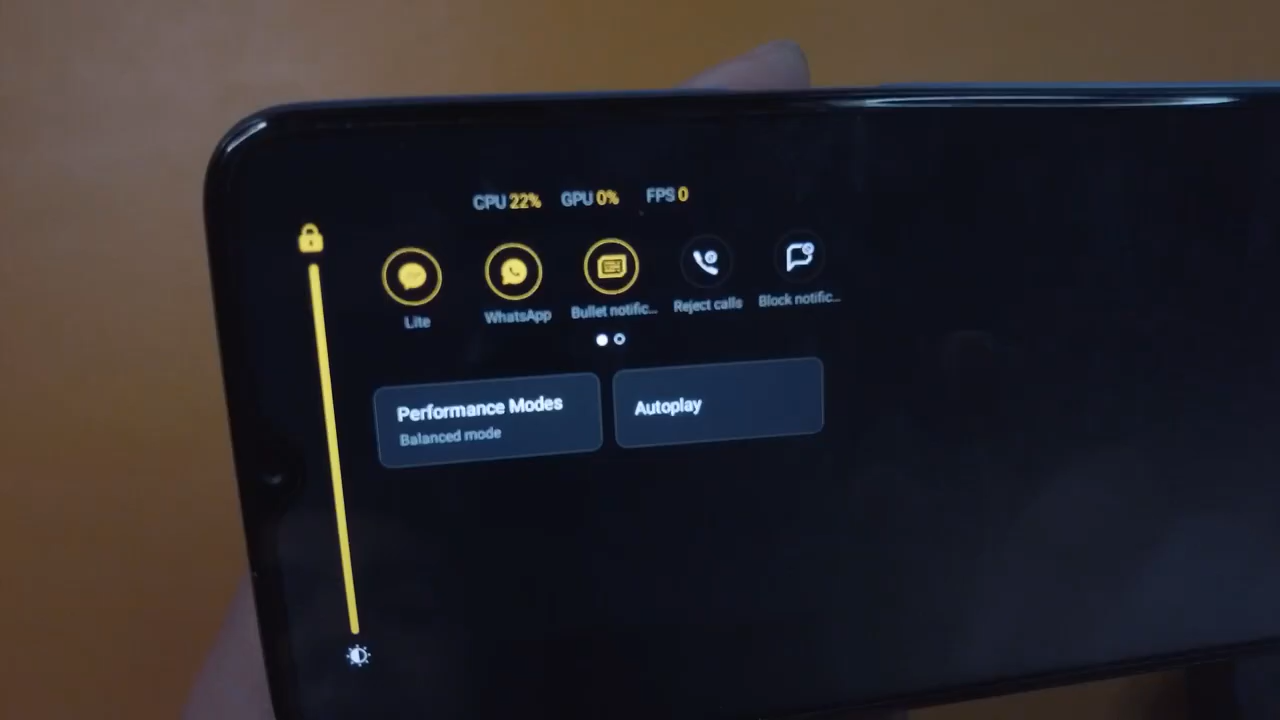 CPU 22% GPU 0% FPS 0
Lite WhatsApp Bullet notific... Reject calls Block notific...
Performance Modes
Balanced mode
Autoplay